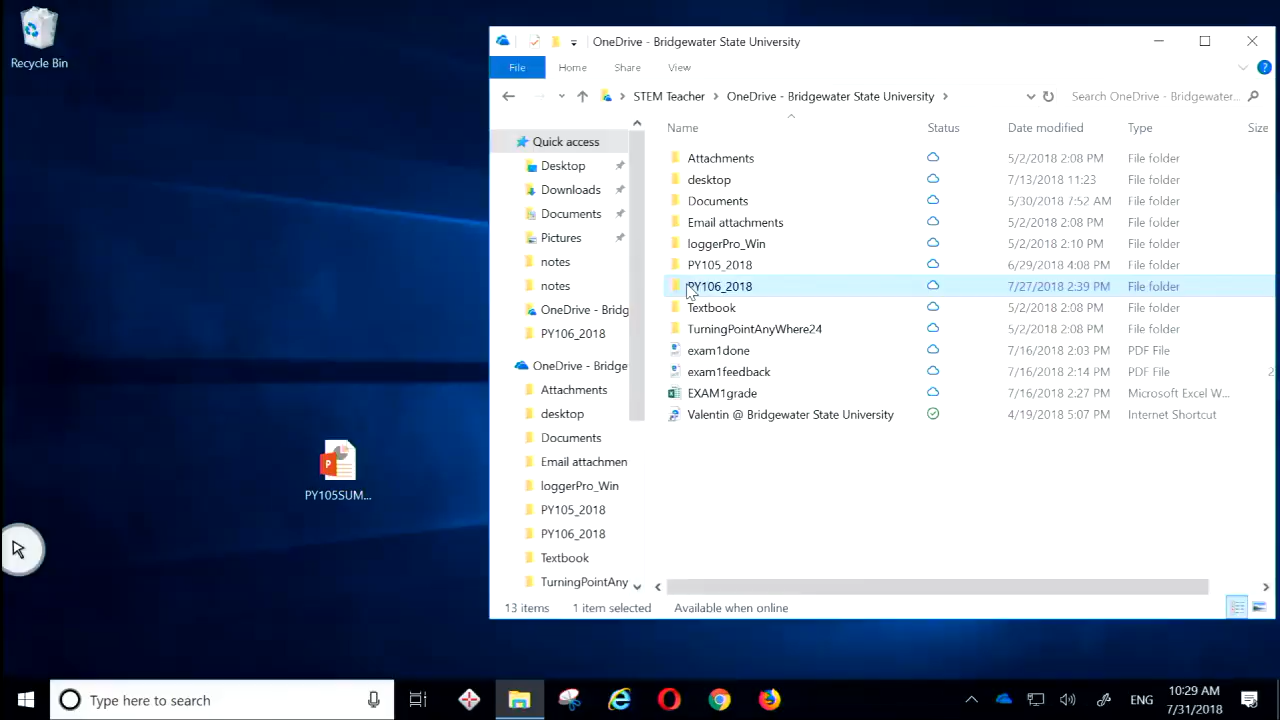 Recycle Bin
PY105SUM...
OneDrive - Bridgewater State University
File Home Share View
STEM Teacher OneDrive - Bridgewater State University Search OneDrive - Bridgewater...
Name Status Date modified Type Size
Quick access
Desktop
Downloads
Documents
Pictures
notes
notes
OneDrive - Bridg
PY106_2018
OneDrive - Bridge
Attachments
desktop
Documents
Email attachmen
loggerPro_Win
PY105_2018
PY106_2018
Textbook
TurningPointAny
Attachments 5/2/2018 2:08 PM File folder
desktop 7/13/2018 11:23 File folder
Documents 5/30/2018 7:52 AM File folder
Email attachments 5/2/2018 2:08 PM File folder
loggerPro_Win 5/2/2018 2:10 PM File folder
PY105_2018 6/29/2018 4:08 PM File folder
PY106_2018 7/27/2018 2:39 PM File folder
Textbook 5/2/2018 2:08 PM File folder
TurningPointAnyWhere24 5/2/2018 2:08 PM File folder
exam1done 7/16/2018 2:03 PM PDF File
exam1feedback 7/16/2018 2:14 PM PDF File 2
EXAM1grade 7/16/2018 2:27 PM Microsoft Excel W...
Valentin @ Bridgewater State University 4/19/2018 5:07 PM Internet Shortcut
13 items 1 item selected Available when online
Type here to search
ENG
10:29 AM
7/31/2018